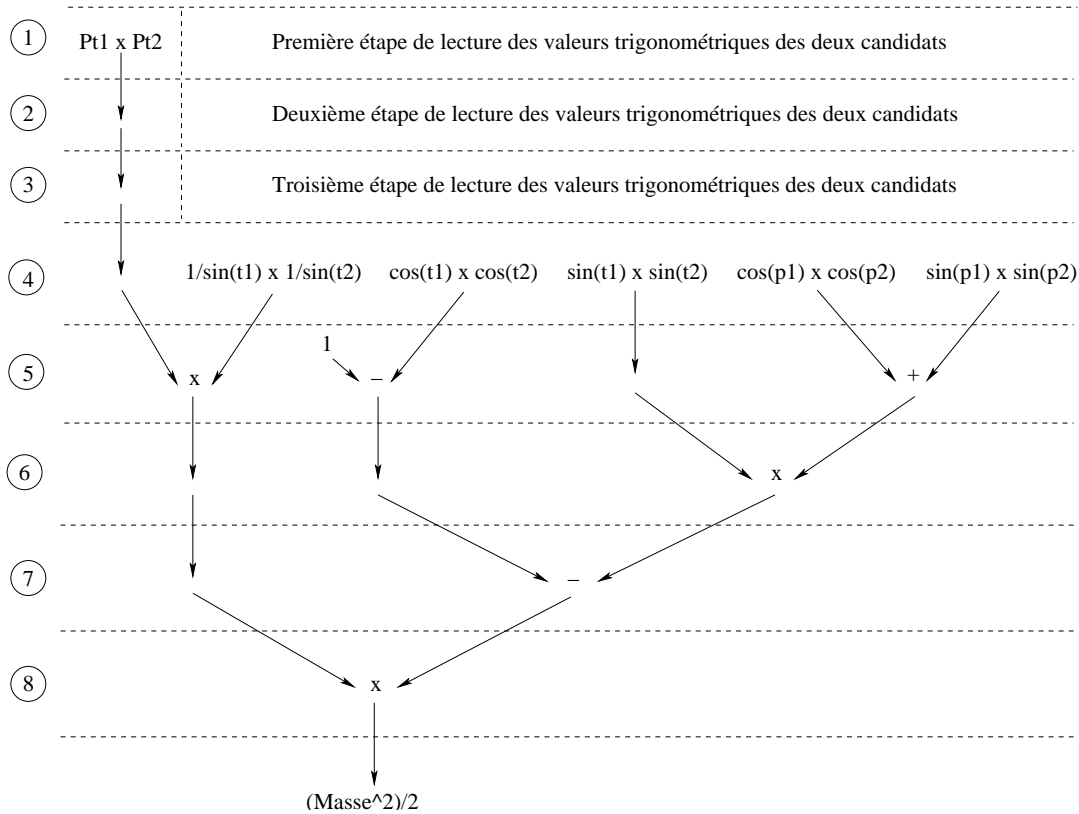 1 Pt1 x Pt2 Première étape de lecture des valeurs trigonométriques des deux candidats
2 Deuxième étape de lecture des valeurs trigonométriques des deux candidats
3 Troisième étape de lecture des valeurs trigonométriques des deux candidats
4 1/sin(t1) x 1/sin(t2) cos(t1) x cos(t2) sin(t1) x sin(t2) cos(p1) x cos(p2) sin(p1) x sin(p2)
1
5 x − +
6 x
7 −
8 x
(Masse^2)/2